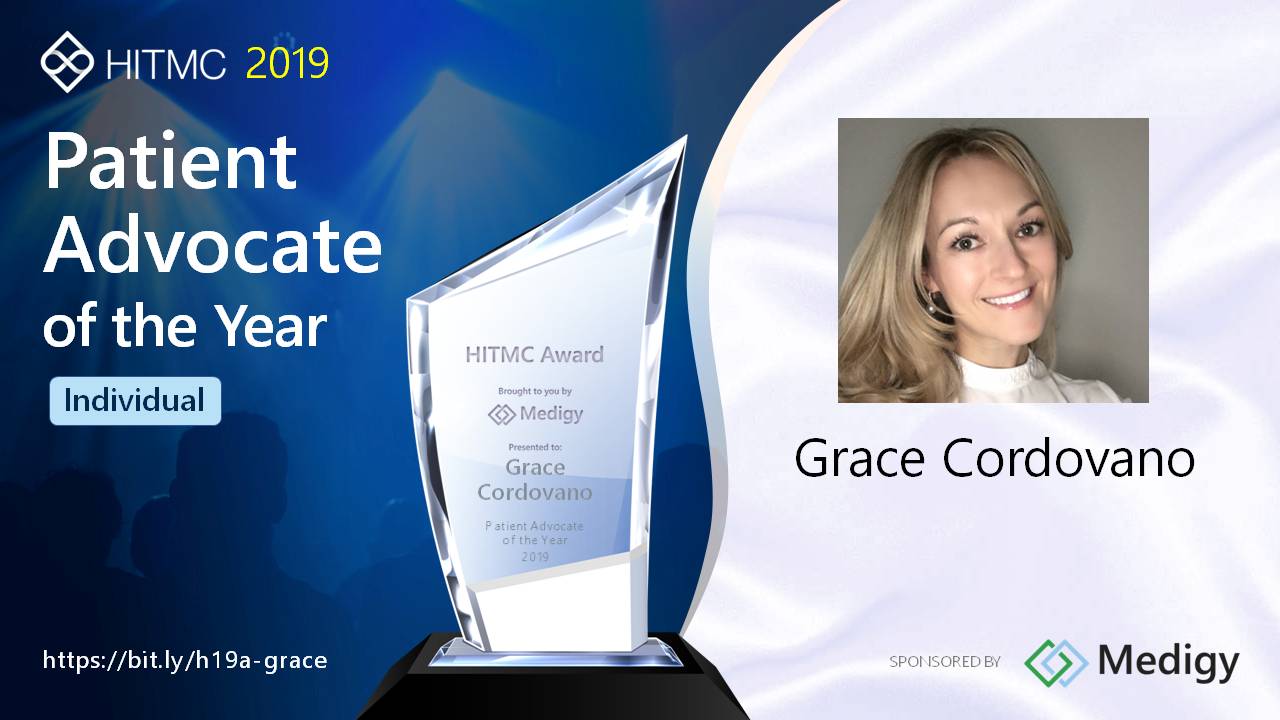 HITMC 2019
Patient
Advocate
of the Year
Individual
HITMC Award
Brought to you by
Medigy
Presented to:
Grace
Cordovano
Patient Advocate
of the Year
2019
https://bit.ly/h19a-grace
Grace Cordovano
SPONSORED BY Medigy